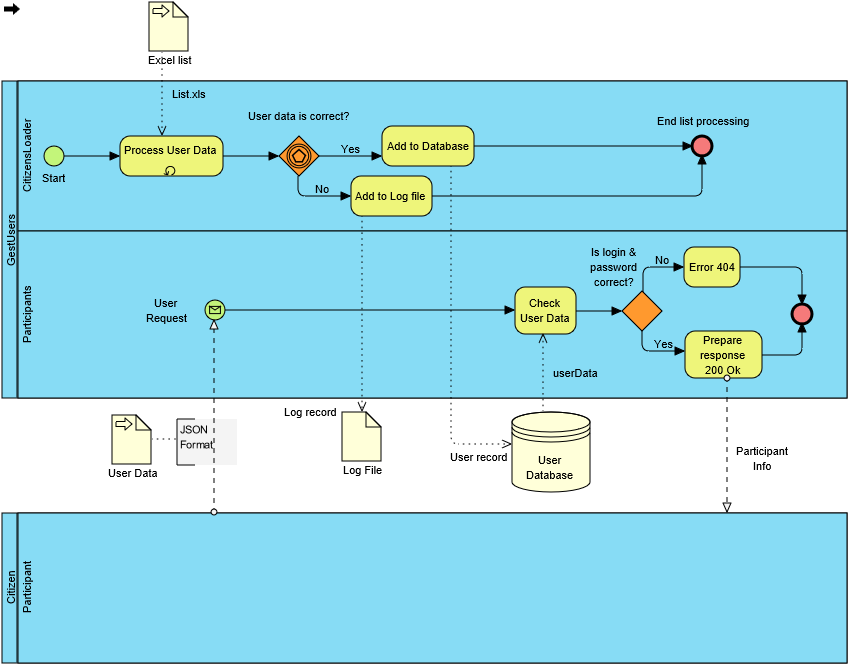 Excel list
List.xls
GestUsers
CitizensLoader
Start
Process User Data
User data is correct?
Yes
No
Add to Database
Add to Log file
End list processing
Participants
User
Request
Check
User Data
Is login &
password
correct?
No
Yes
Error 404
Prepare
response
200 Ok
userData
User Data
JSON
Format
Log record
Log File
User record
User
Database
Participant
Info
Citizen
Participant